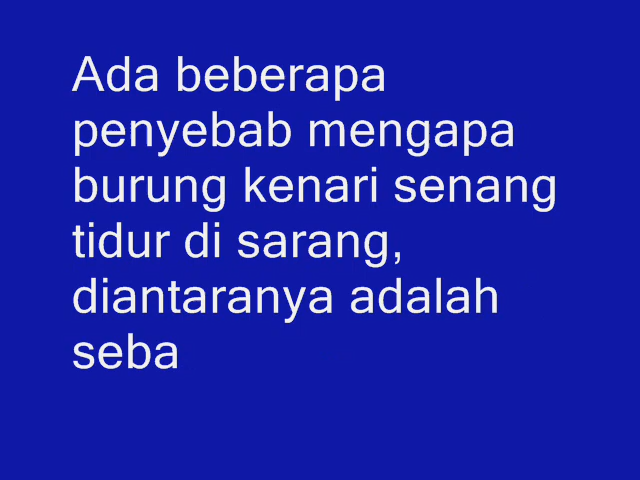 Ada beberapa
penyebab mengapa
burung kenari senang
tidur di sarang,
diantaranya adalah
seba